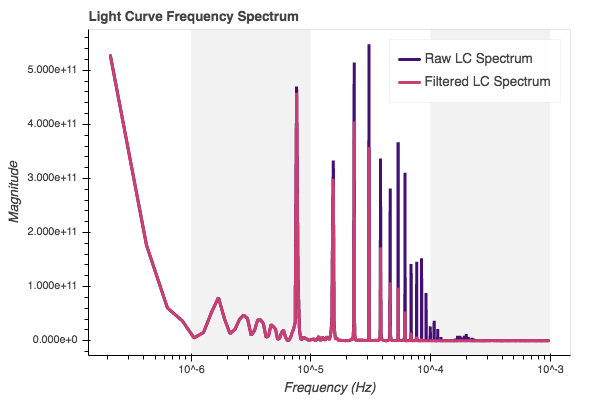 Light Curve Frequency Spectrum
Raw LC Spectrum
Filtered LC Spectrum
5.000e+11
4.000e+11
3.000e+11
2.000e+11
1.000e+11
0.000e+0
Magnitude
10^-6
10^-5
10^-4
10^-3
Frequency (Hz)